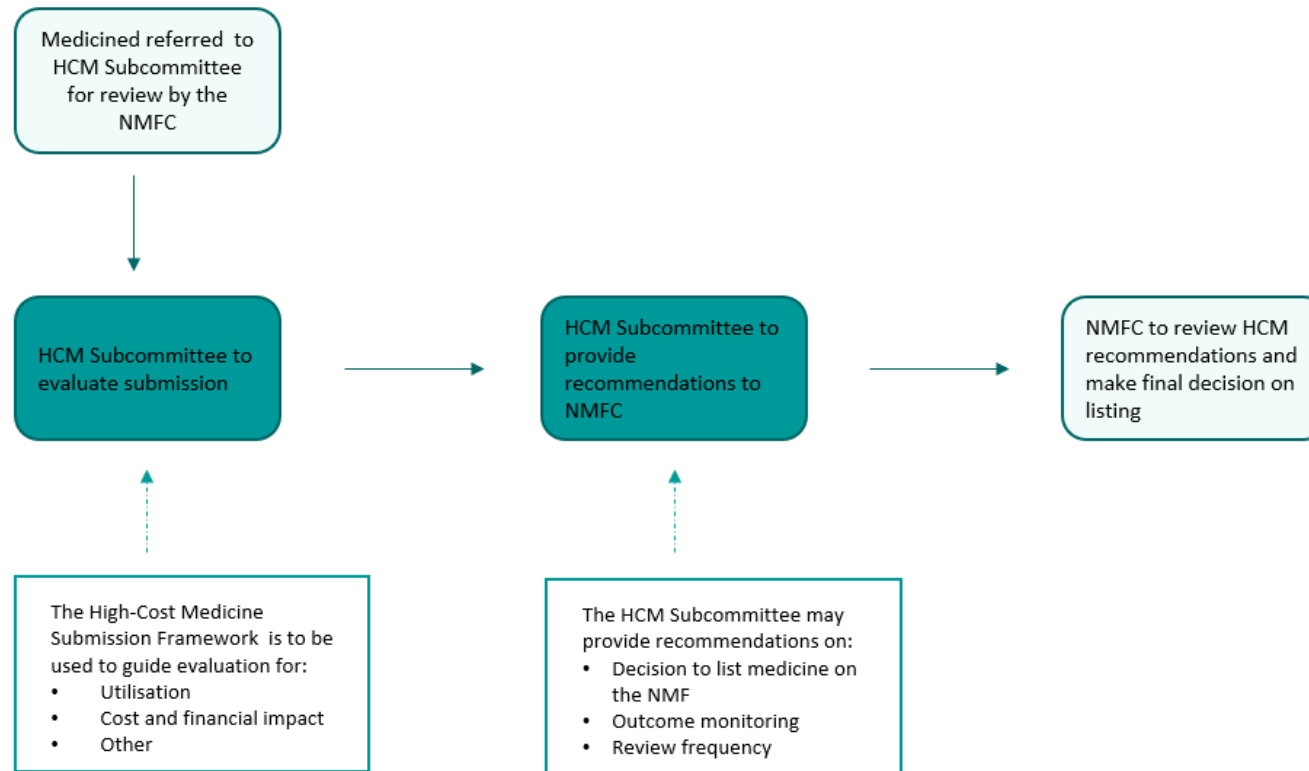 Medicined referred  to
HCM Subcommittee
for review by the
NMFC
HCM Subcommittee to
evaluate submission
HCM Subcommittee to
provide
recommendations to
NMFC
NMFC to review HCM
recommendations and
make final decision on
listing
The High-Cost Medicine
Submission Framework  is to be
used to guide evaluation for:
• Utilisation
• Cost and financial impact
• Other
The HCM Subcommittee may
provide recommendations on:
• Decision to list medicine on
the NMF
• Outcome monitoring
• Review frequency